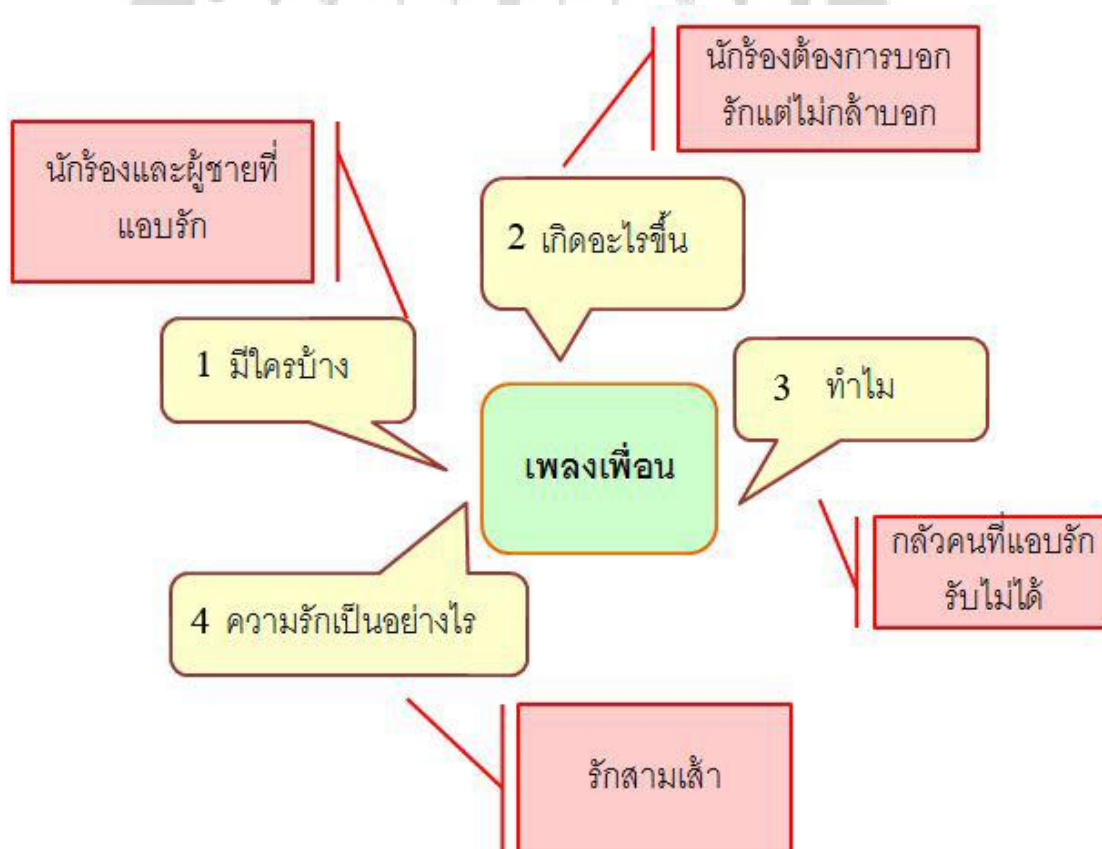 นักร้องต้องการบอก
รักแต่ไม่กล้าบอก
นักร้องและผู้ชายที่
แอบรัก
2 เกิดอะไรขึ้น
1 มีใครบ้าง
3 ทำไม
เพลงเพื่อน
กลัวคนที่แอบรัก
รับไม่ได้
4 ความรักเป็นอย่างไร
รักสามเส้า